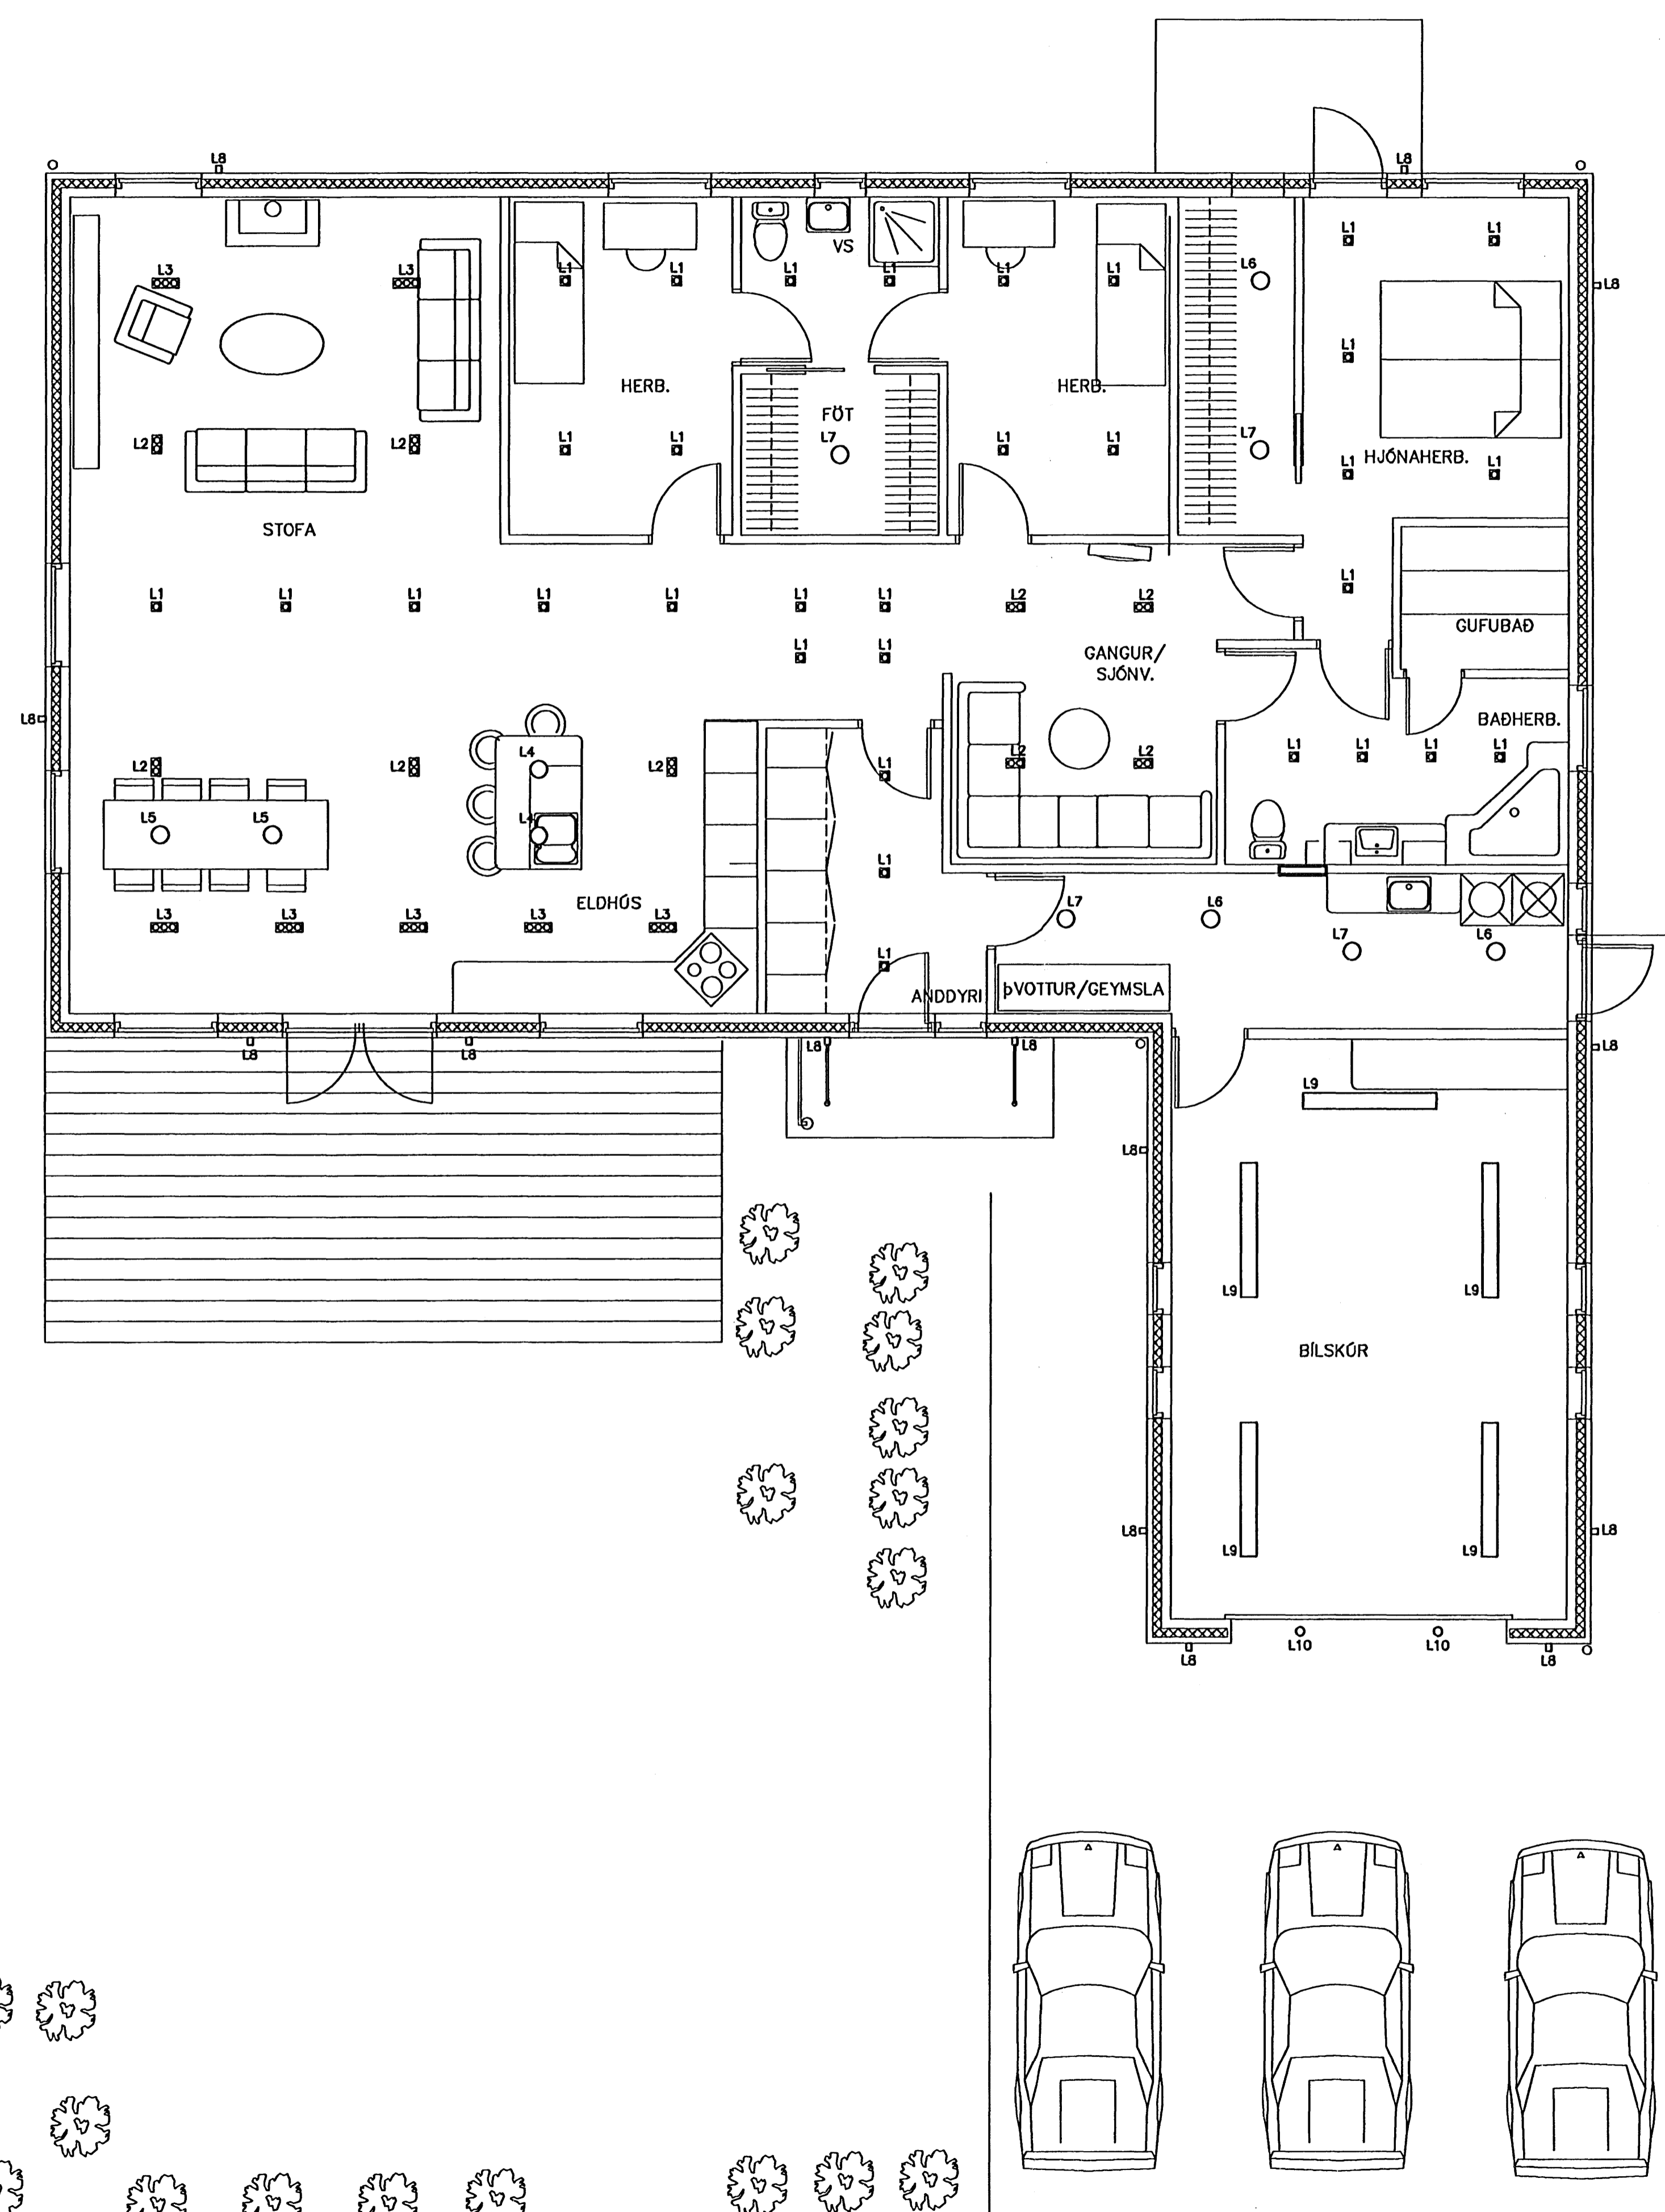 L8 L8
L1 L1
VS
L3 L3 L1 L1 L1 L1 L1 L1 L6 L8
L1
HERB. HERB.
FÖT
L2 L2 L1 L1 L7 L1 L1 L7
HJÓNAHERB.
L1 L1
STOFA
L1
L1 L1 L1 L1 L1 L1 L1 L2 L2
GUFUBAÐ
L1 L1
GANGUR/
SJÓNV.
L8 BAÐHERB.
L4 L2 L2 L1 L1 L1 L1
L2 L2 L2 L1
L5 L5 L4
L1
ELDHÚS
L3 L3 L3 L3 L3 L7 L6
L7 L6
L1
ANDDYRI ÞVOTTUR/GEYMSLA
L8 L8 L8 L8 L8
L9
L8
L9 L9
BÍLSKÚR
L8 L8
L9 L9
L10 L10
L8 L8